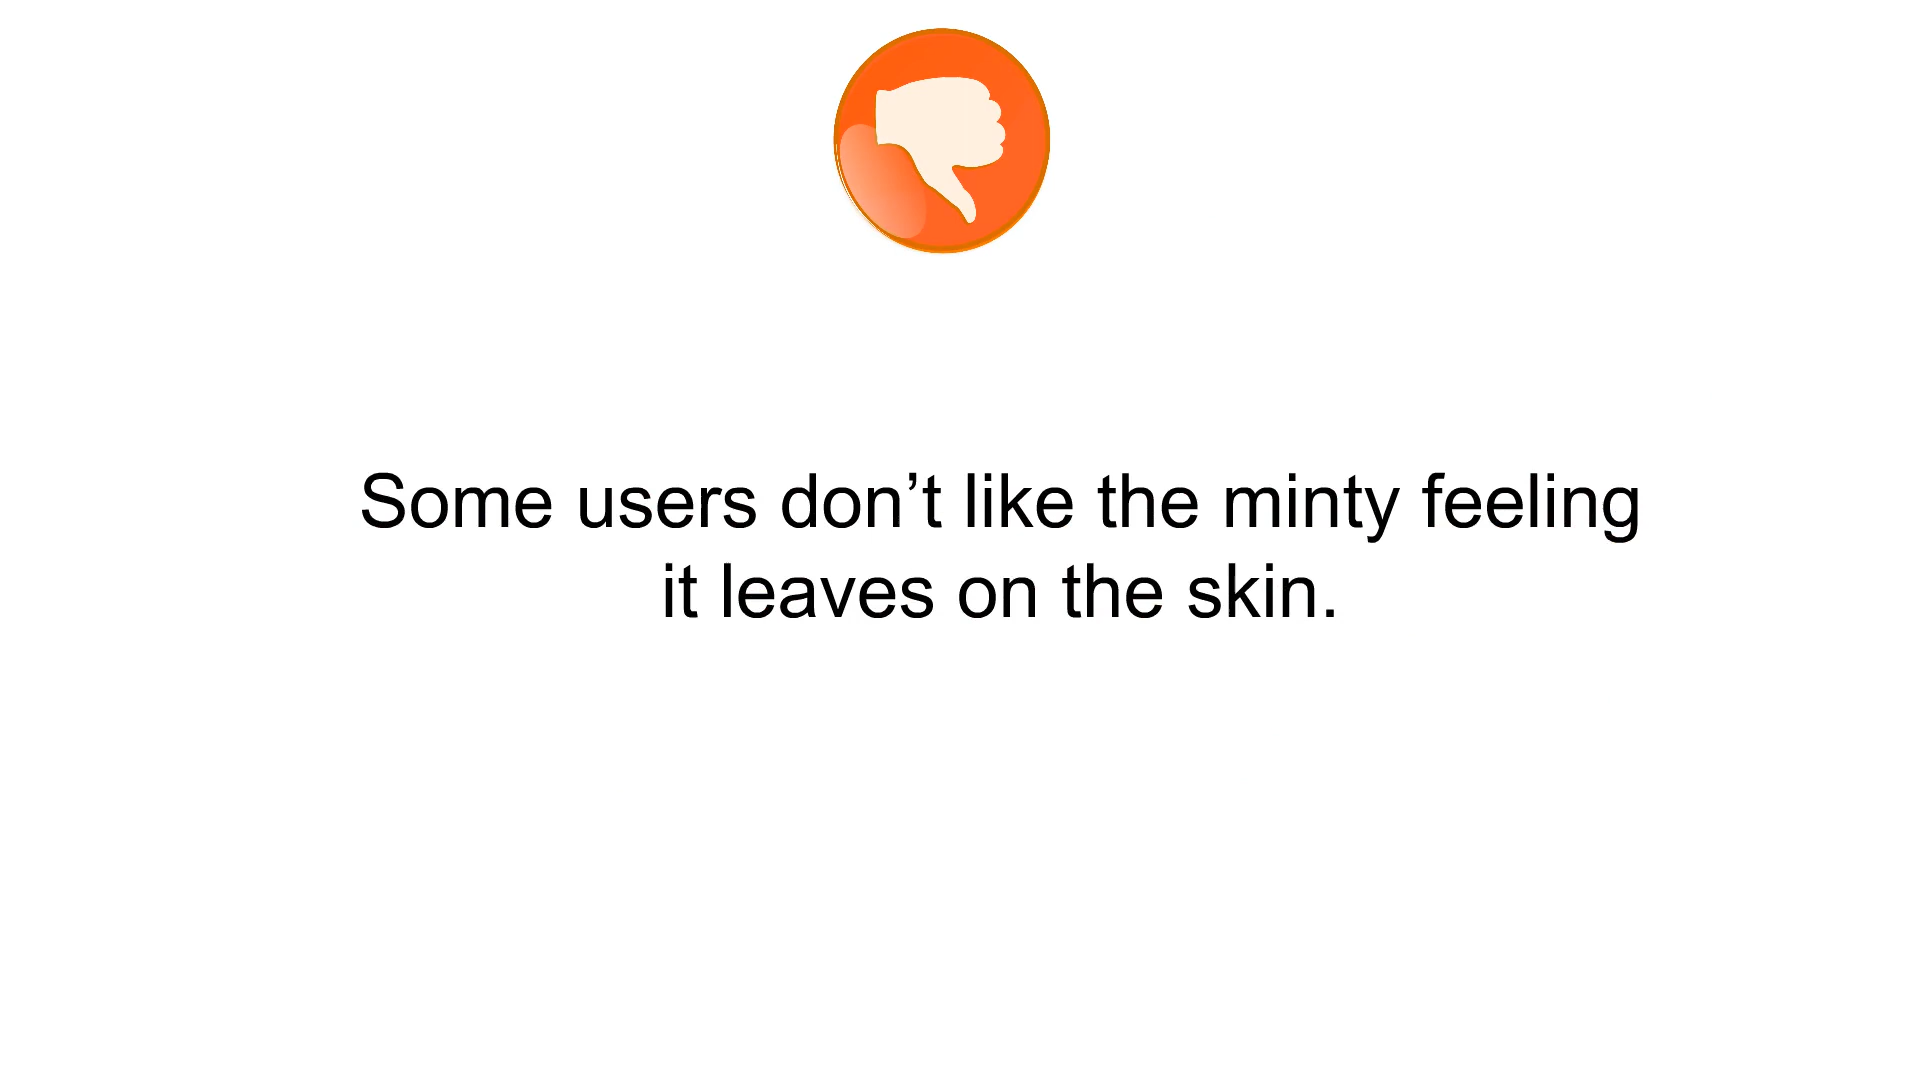 Some users don’t like the minty feeling
it leaves on the skin.